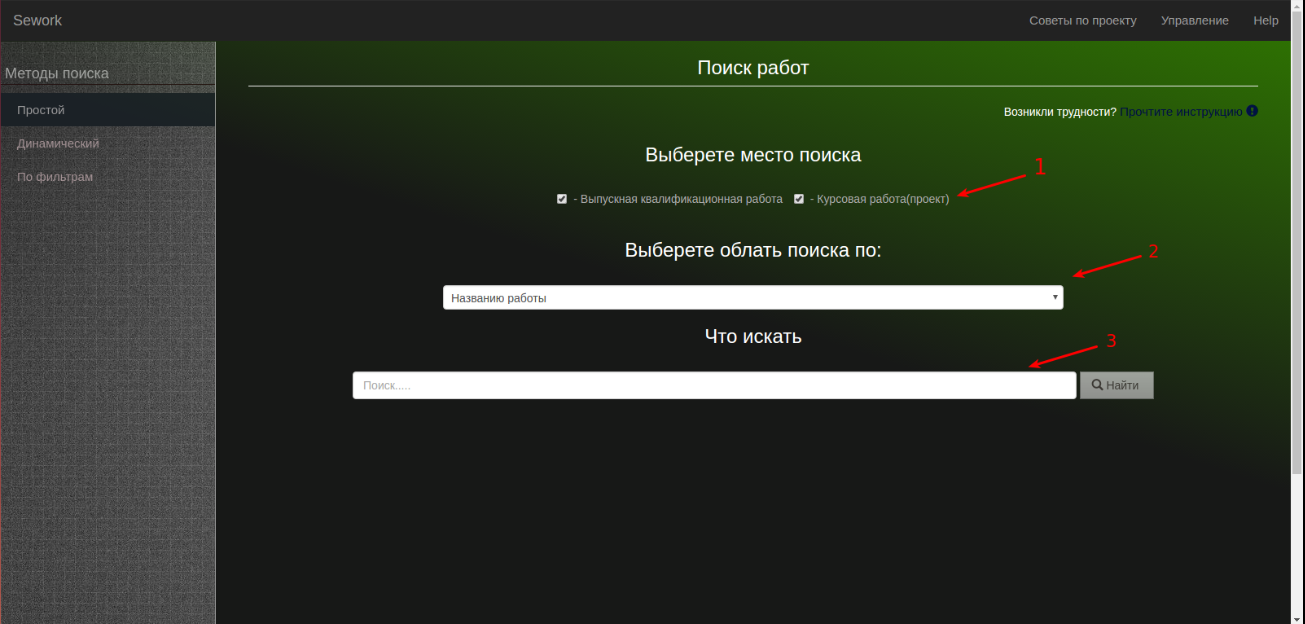 Sework
Советы по проекту Управление Help
Методы поиска
Простой
Динамический
По фильтрам
Поиск работ
Возникли трудности? Прочтите инструкцию
Выберете место поиска
1
- Выпускная квалификационная работа - Курсовая работа(проект)
Выберете облать поиска по:
2
Названию работы
Что искать
3
Поиск.....
Найти